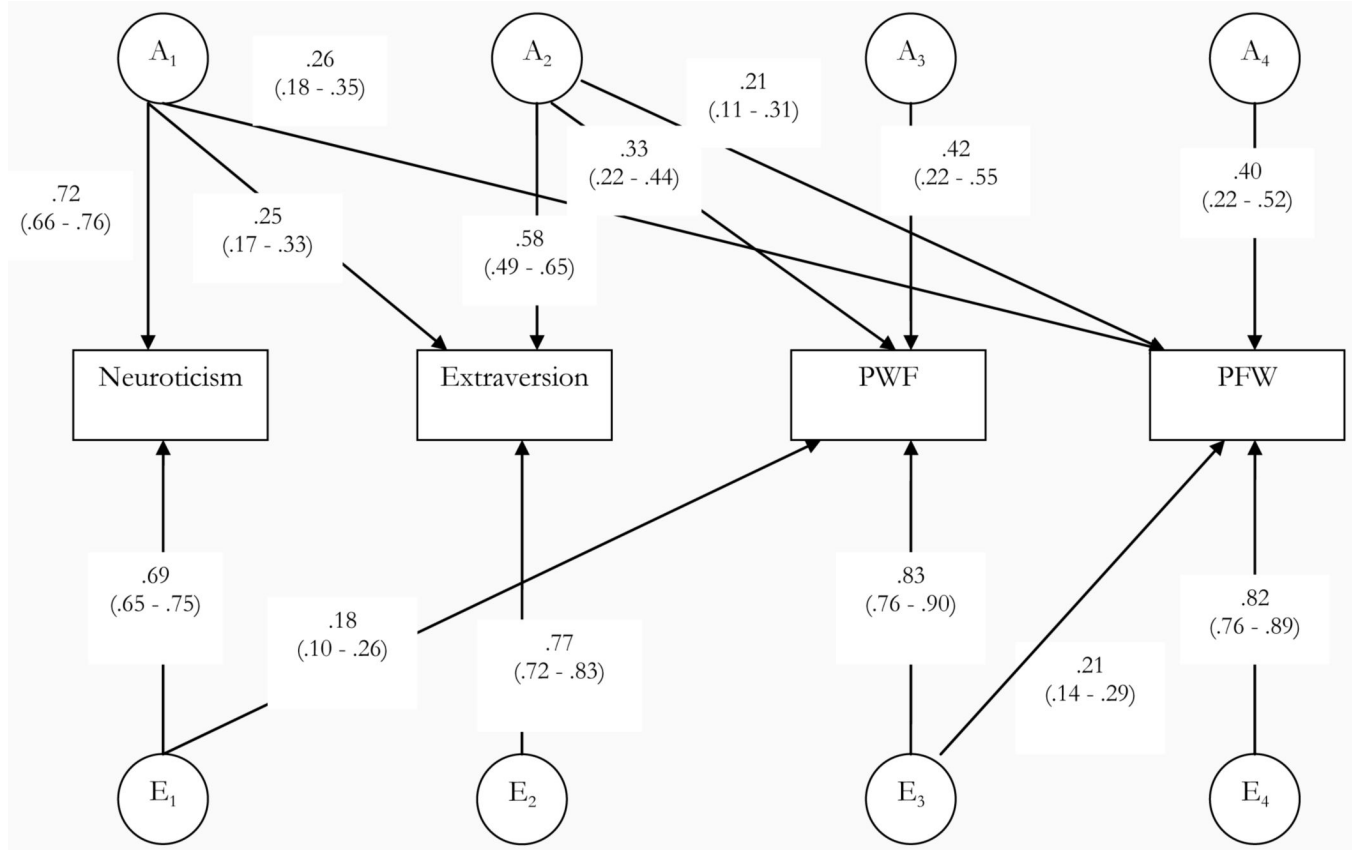 A₁
A₂
A₃
A₄
.26
(.18 - .35)
.21
(.11 - .31)
.33
(.22 - .44)
.42
(.22 - .55
.40
(.22 - .52)
.72
(.66 - .76)
.25
(.17 - .33)
.58
(.49 - .65)
Neuroticism
Extraversion
PWF
PFW
.69
(.65 - .75)
.18
(.10 - .26)
.77
(.72 - .83)
.83
(.76 - .90)
.21
(.14 - .29)
.82
(.76 - .89)
E₁
E₂
E₃
E₄